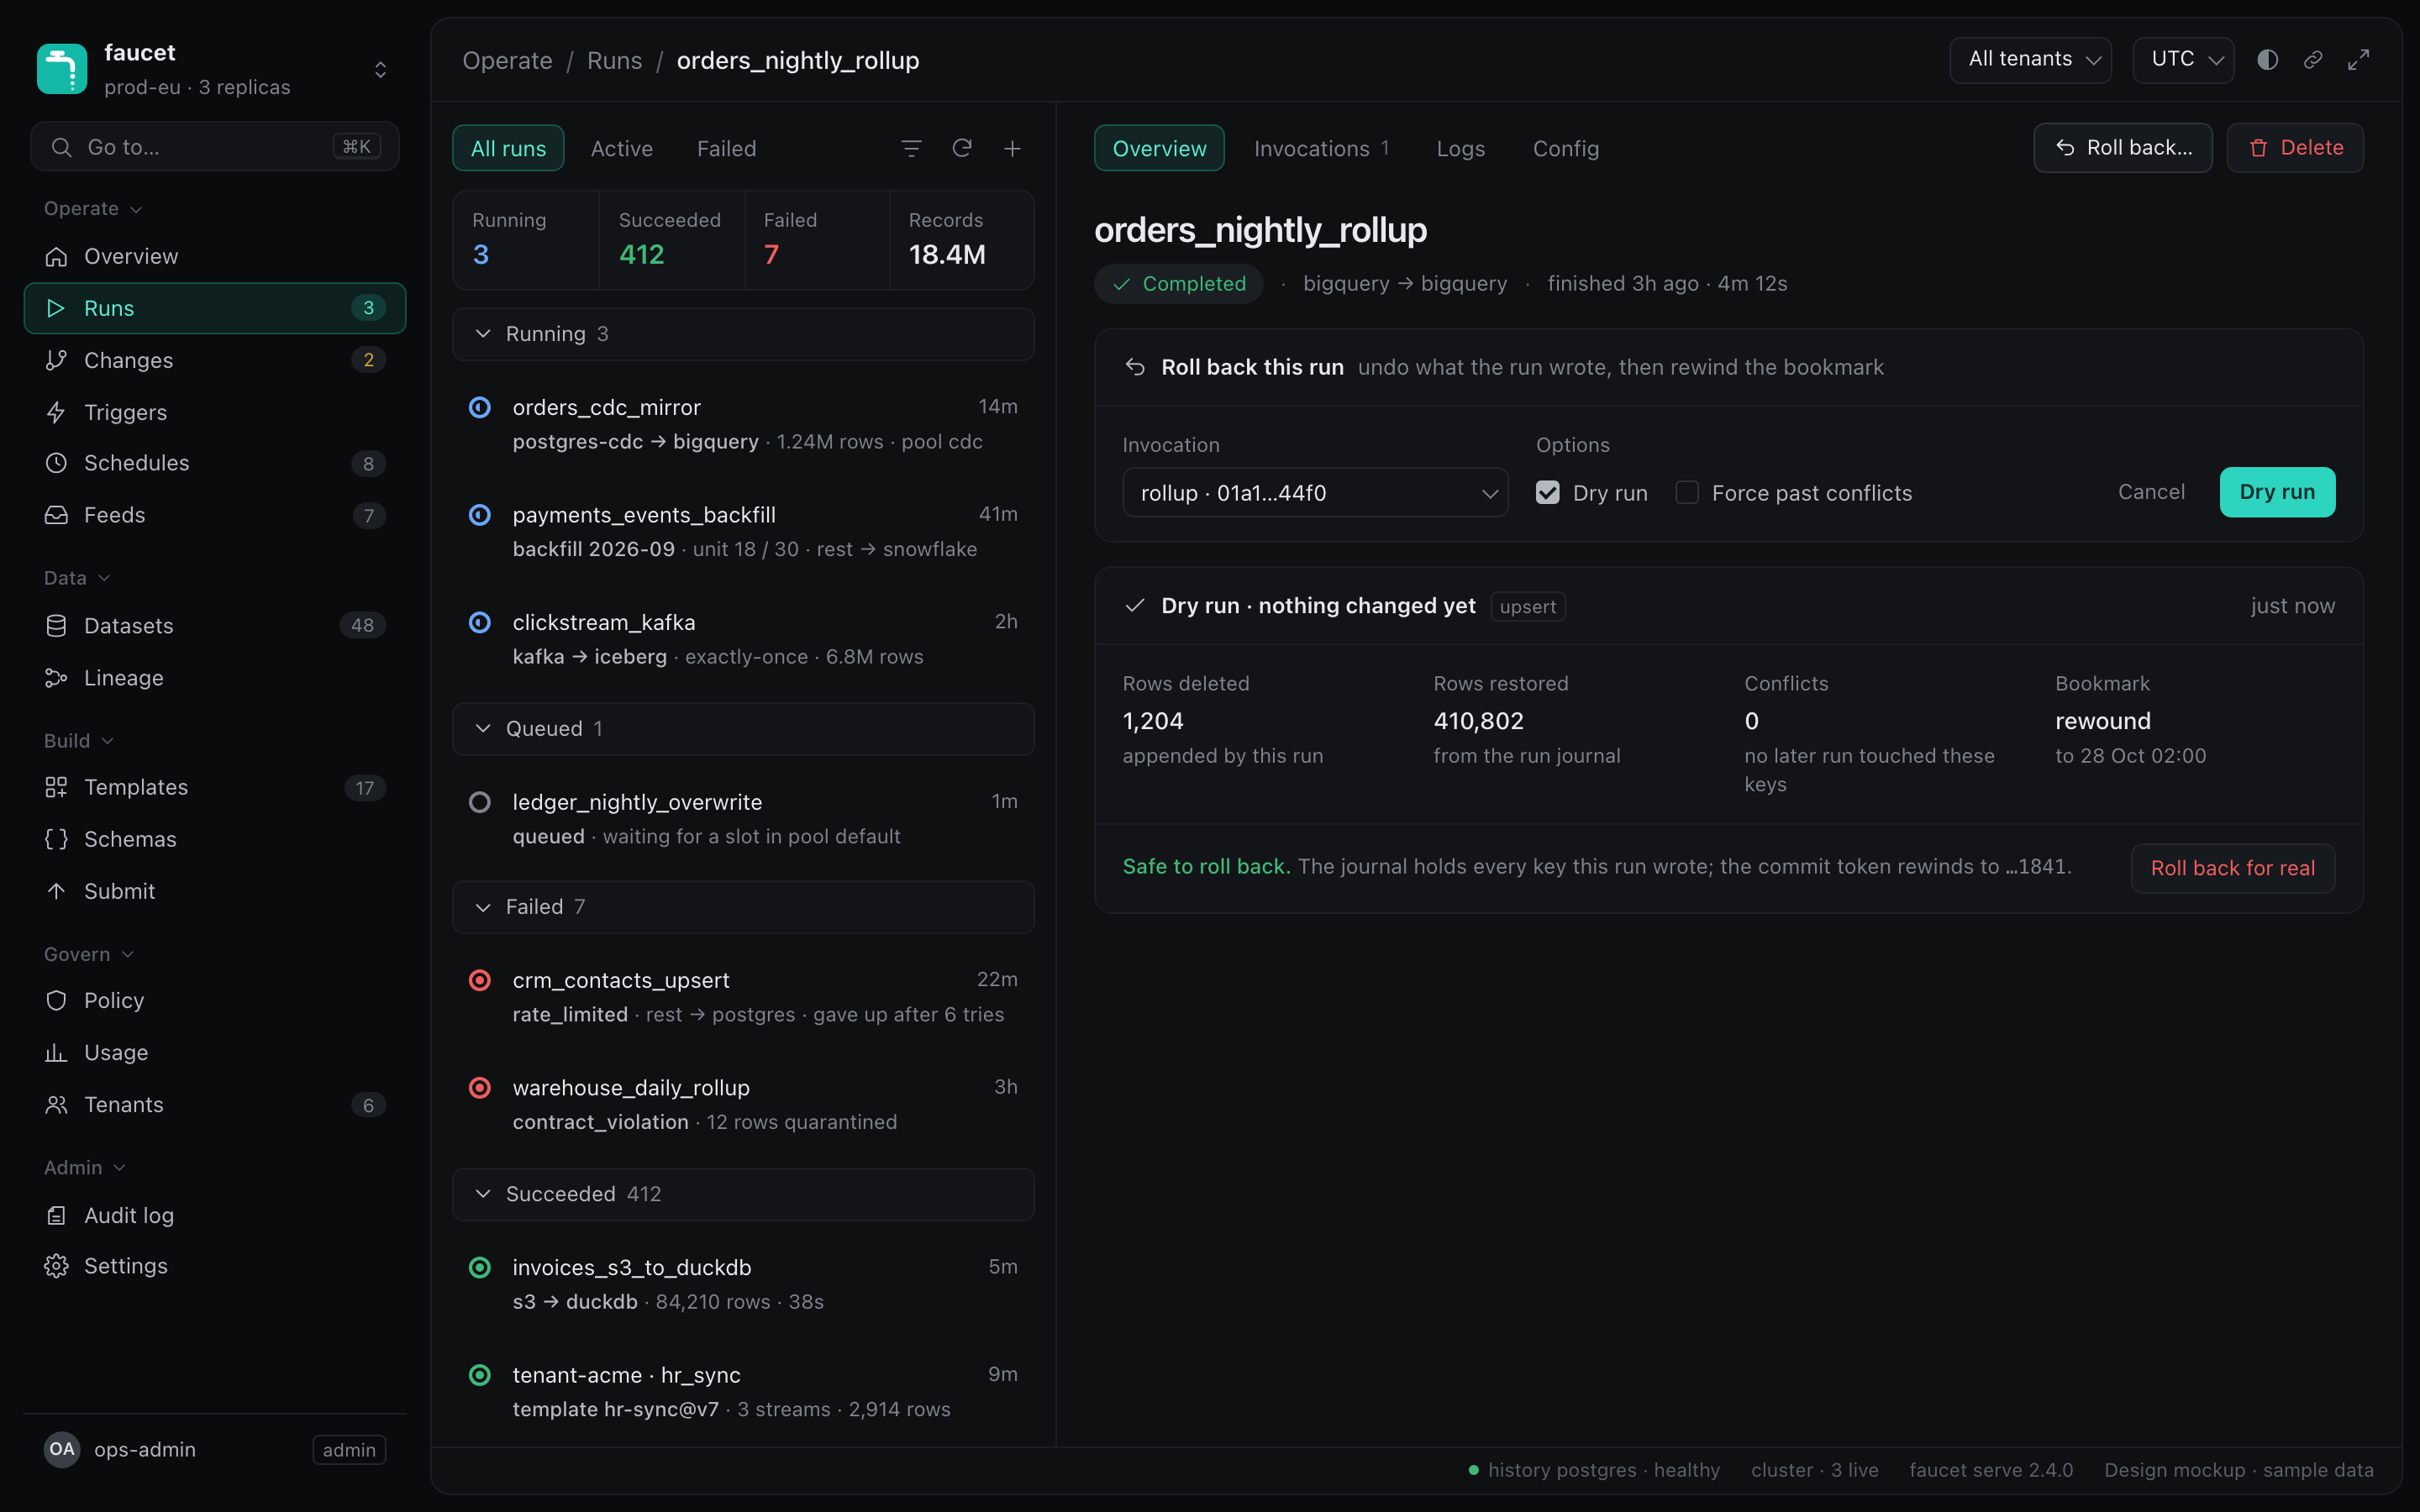 faucet
prod-eu · 3 replicas
Go to...
⌘K
Operate
Overview
Runs 3
Changes 2
Triggers
Schedules 8
Feeds 7
Data
Datasets 48
Lineage
Build
Templates 17
Schemas
Submit
Govern
Policy
Usage
Tenants 6
Admin
Audit log
Settings
OA ops-admin admin
Operate / Runs / orders_nightly_rollup
All tenants
UTC
All runs Active Failed
Running Succeeded Failed Records
3 412 7 18.4M
Running 3
orders_cdc_mirror 14m
postgres-cdc → bigquery · 1.24M rows · pool cdc
payments_events_backfill 41m
backfill 2026-09 · unit 18 / 30 · rest → snowflake
clickstream_kafka 2h
kafka → iceberg · exactly-once · 6.8M rows
Queued 1
ledger_nightly_overwrite 1m
queued · waiting for a slot in pool default
Failed 7
crm_contacts_upsert 22m
rate_limited · rest → postgres · gave up after 6 tries
warehouse_daily_rollup 3h
contract_violation · 12 rows quarantined
Succeeded 412
invoices_s3_to_duckdb 5m
s3 → duckdb · 84,210 rows · 38s
tenant-acme · hr_sync 9m
template hr-sync@v7 · 3 streams · 2,914 rows
Overview Invocations 1 Logs Config
Roll back... Delete
orders_nightly_rollup
Completed · bigquery → bigquery · finished 3h ago · 4m 12s
Roll back this run undo what the run wrote, then rewind the bookmark
Invocation Options
rollup · 01a1…44f0 Dry run Force past conflicts Cancel Dry run
Dry run · nothing changed yet upsert just now
Rows deleted Rows restored Conflicts Bookmark
1,204 410,802 0 rewound
appended by this run from the run journal no later run touched these to 28 Oct 02:00
keys
Safe to roll back. The journal holds every key this run wrote; the commit token rewinds to …1841. Roll back for real
history postgres · healthy cluster · 3 live faucet serve 2.4.0 Design mockup · sample data